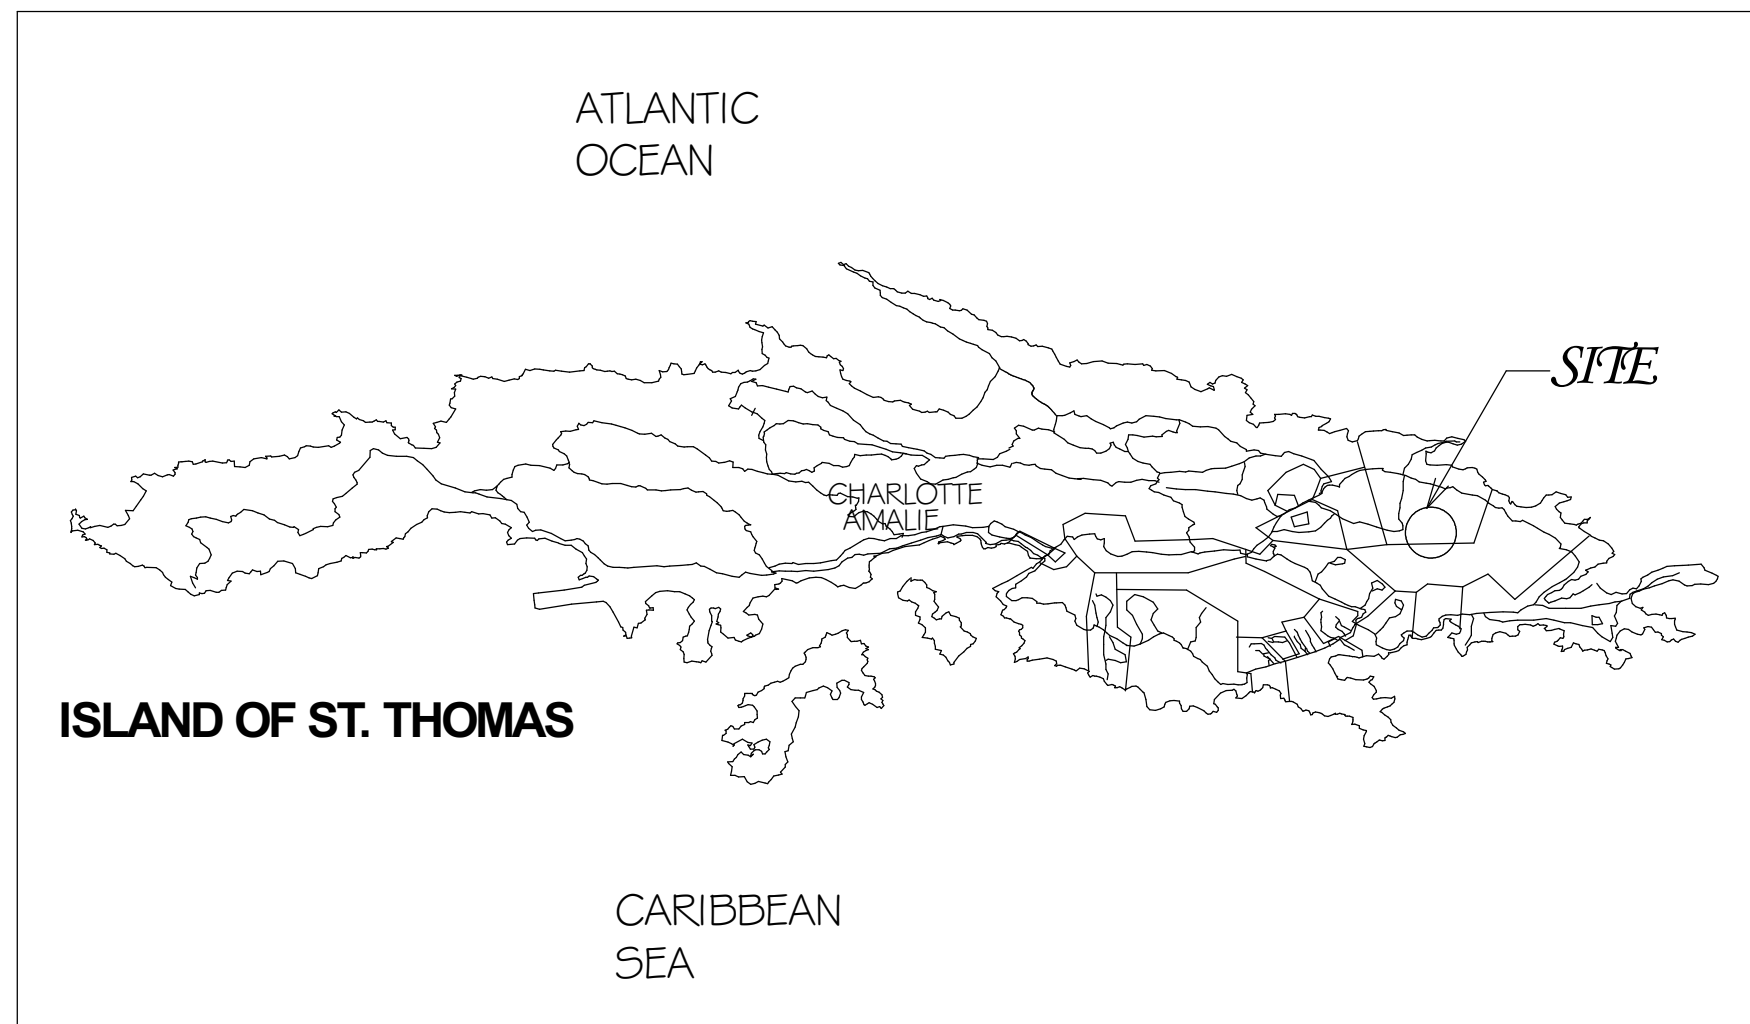 ATLANTIC
OCEAN
SITE
CHARLOTTE
AMALIE
ISLAND OF ST. THOMAS
CARIBBEAN
SEA